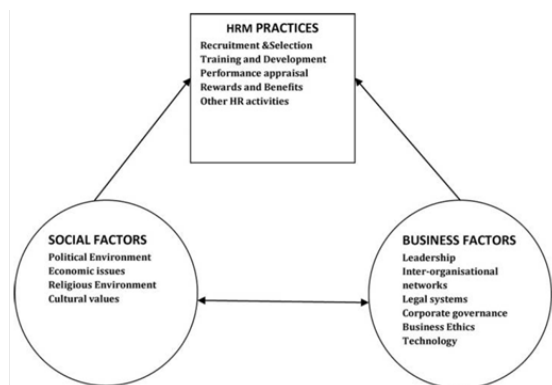 HRM PRACTICES
Recruitment &Selection
Training and Development
Performance appraisal
Rewards and Benefits
Other HR activities
SOCIAL FACTORS
Political Environment
Economic issues
Religious Environment
Cultural values
BUSINESS FACTORS
Leadership
Inter-organisational
networks
Legal systems
Corporate governance
Business Ethics
Technology